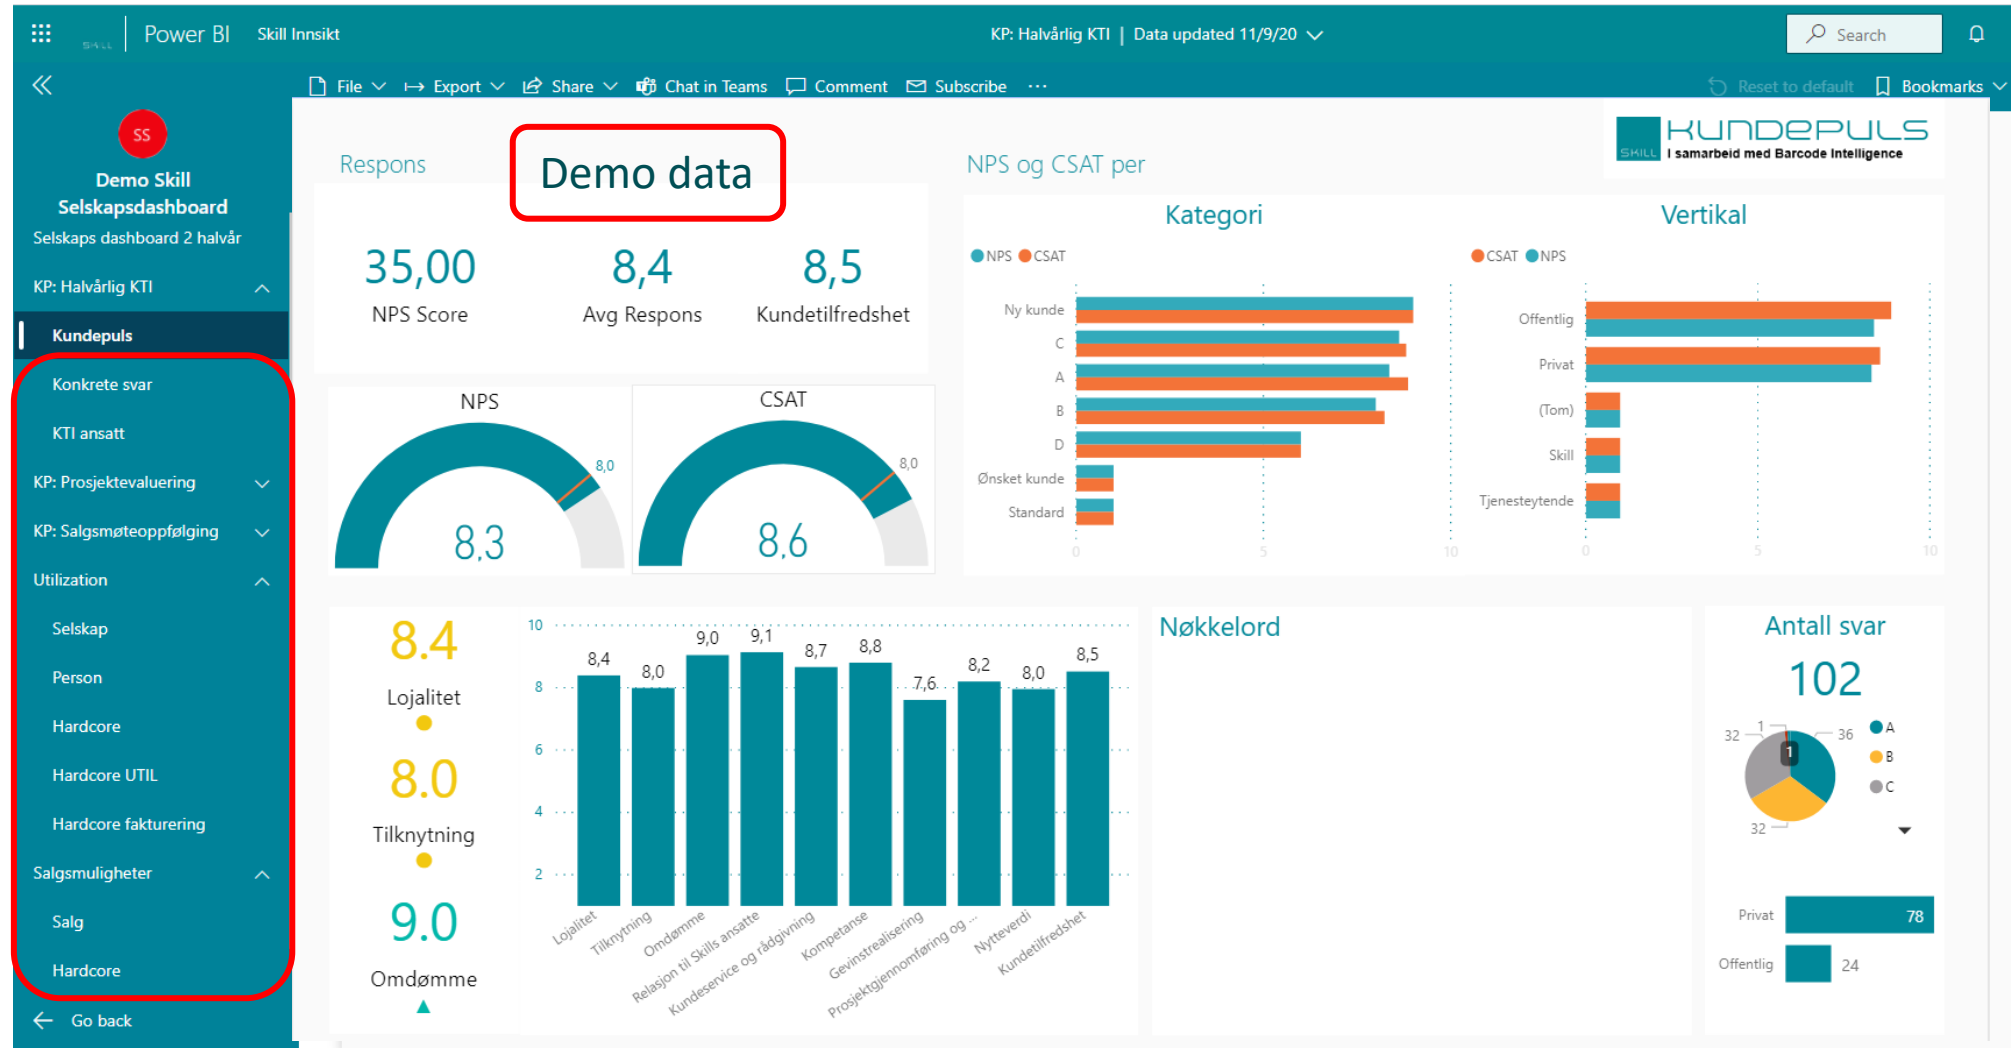 SKILL
Power BI
Skill Innsikt
KP: Halvårlig KTI | Data updated 11/9/20
Search
File
Export
Share
Chat in Teams
Comment
Subscribe
Reset to default
Bookmarks
SS
Demo Skill
Selskapsdashboard
Selskaps dashboard 2 halvår
KP: Halvårlig KTI
Kundepuls
Konkrete svar
KTI ansatt
KP: Prosjektevaluering
KP: Salgsmøteoppfølging
Utilization
Selskap
Person
Hardcore
Hardcore UTIL
Hardcore fakturering
Salgsmuligheter
Salg
Hardcore
Go back
Respons
Demo data
35,00
NPS Score
8,4
Avg Respons
8,5
Kundetilfredshet
NPS
8,0
8,3
CSAT
8,0
8,6
NPS og CSAT per
KUNDEPULS
SKILL
I samarbeid med Barcode Intelligence
Kategori
NPS CSAT
Ny kunde
C
A
B
D
Ønsket kunde
Standard
0 5 10
Vertikal
CSAT NPS
Offentlig
Privat
(Tom)
Skill
Tjenesteytende
0 5 10
8.4
Lojalitet
8.0
Tilknytning
9.0
Omdømme
10
8
6
4
2
8,4
8,0
9,0
9,1
8,7
8,8
7,6
8,2
8,0
8,5
Lojalitet
Tilknytning
Omdømme
Relasjon til Skills ansatte
Kundeservice og rådgivning
Kompetanse
Gevinstrealisering
Prosjektgjennomføring og ...
Nytteverdi
Kundetilfredshet
Nøkkelord
Antall svar
102
1
32
36
1
32
A
B
C
Privat
78
Offentlig
24